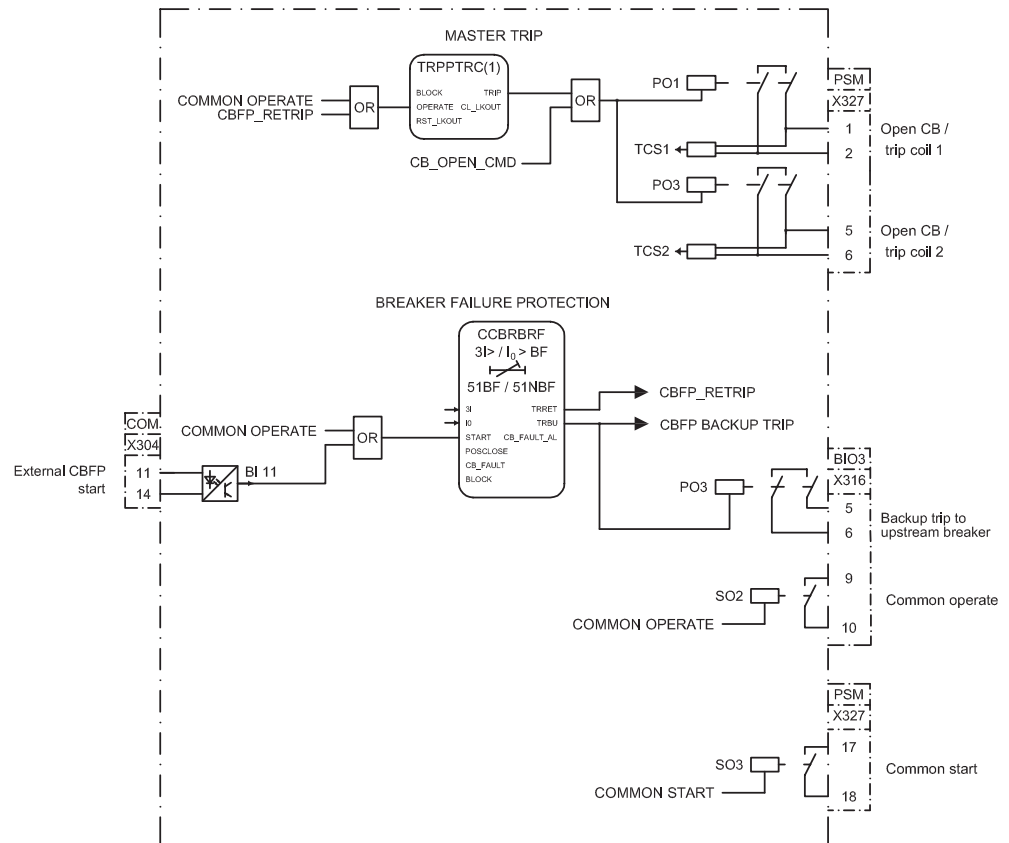 MASTER TRIP
TRPPTRC(1)
BLOCK TRIP
OPERATE CL_LKOUT
RST_LKOUT
COMMON OPERATE
CBFP_RETRIP
OR
OR
CB_OPEN_CMD
PO1
TCS1
PO3
TCS2
PSM
X327
1
2
5
6
Open CB /
trip coil 1
Open CB /
trip coil 2
BREAKER FAILURE PROTECTION
CCBRBRF
3I> / I0 > BF
51BF / 51NBF
3I TRRET
I0 TRBU
START CB_FAULT_AL
POSCLOSE
CB_FAULT
BLOCK
CBFP_RETRIP
CBFP BACKUP TRIP
COMMON OPERATE
OR
COM
X304
11
14
External CBFP
start
BI 11
PO3
BIO3
X316
5
6
Backup trip to
upstream breaker
9
10
SO2
COMMON OPERATE
Common operate
PSM
X327
17
18
SO3
COMMON START
Common start